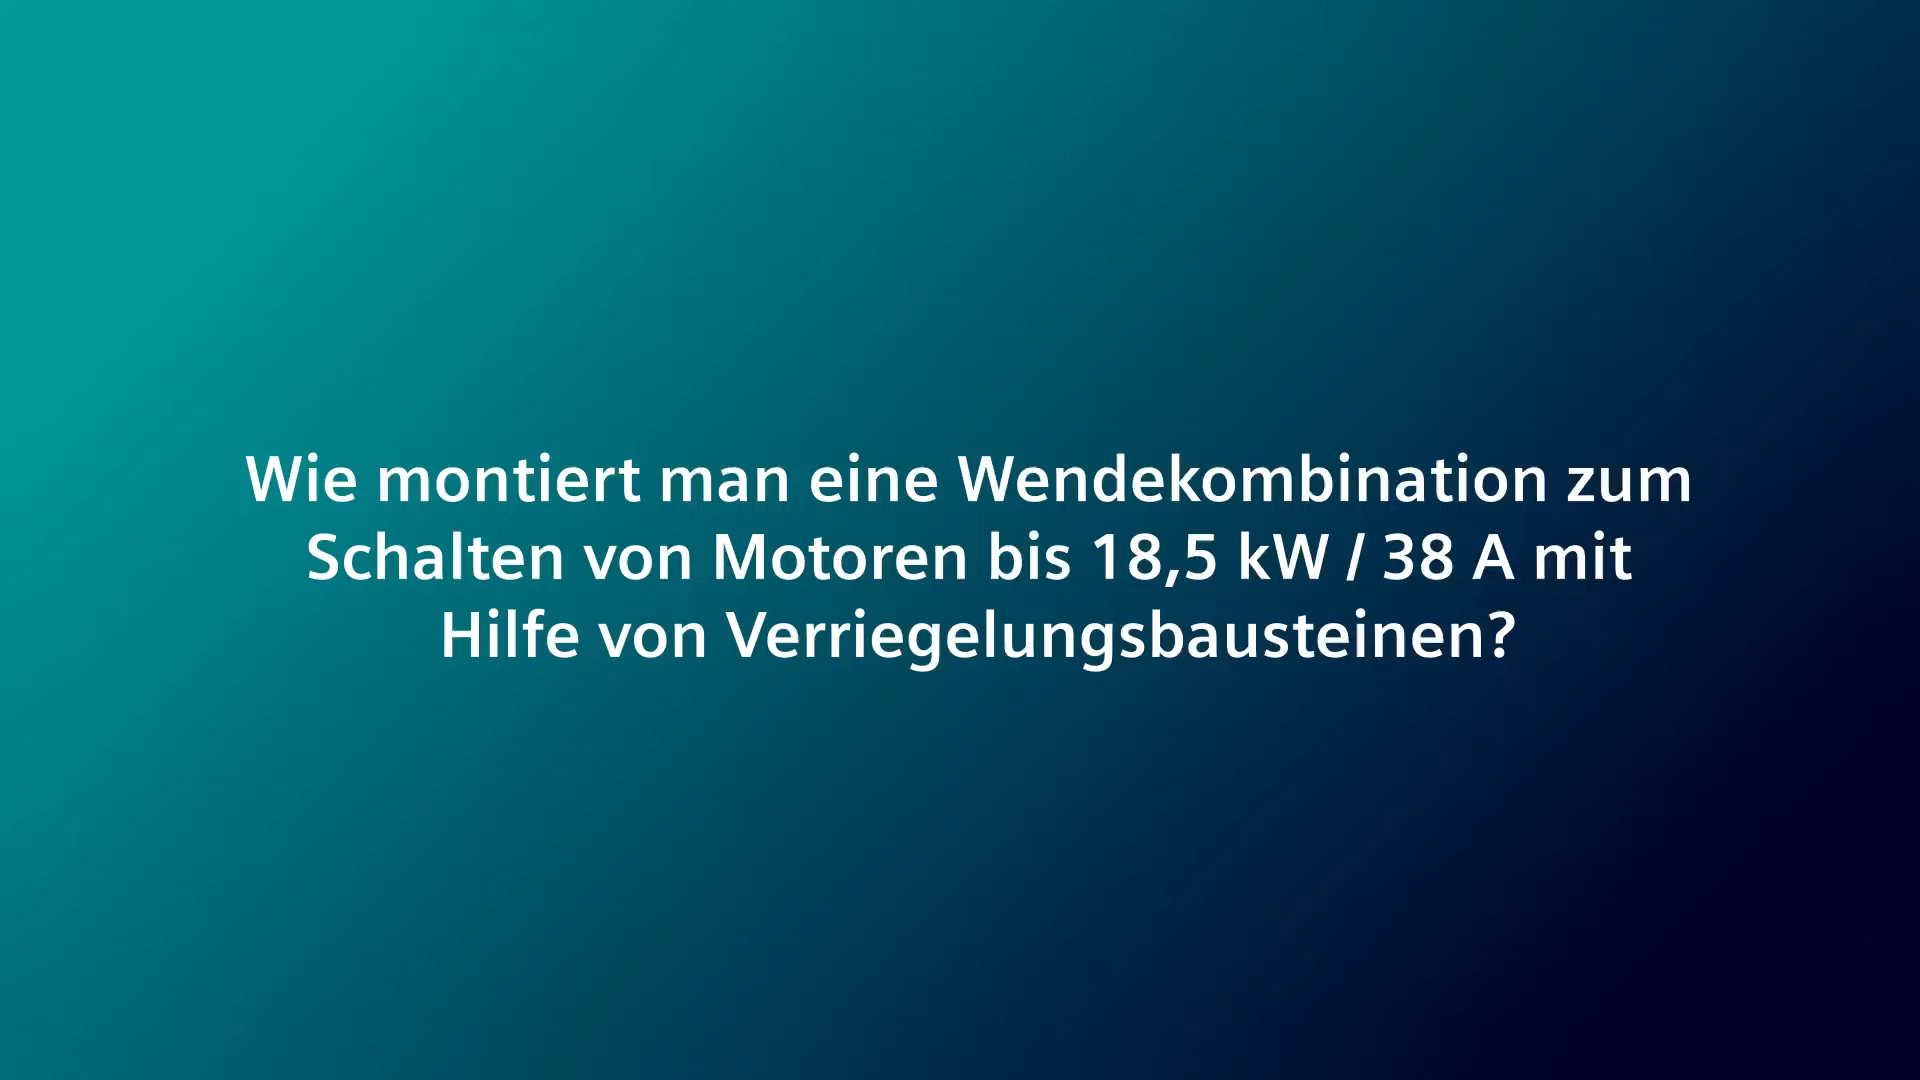 Wie montiert man eine Wendekombination zum
Schalten von Motoren bis 18,5 kW / 38 A mit
Hilfe von Verriegelungsbausteinen?